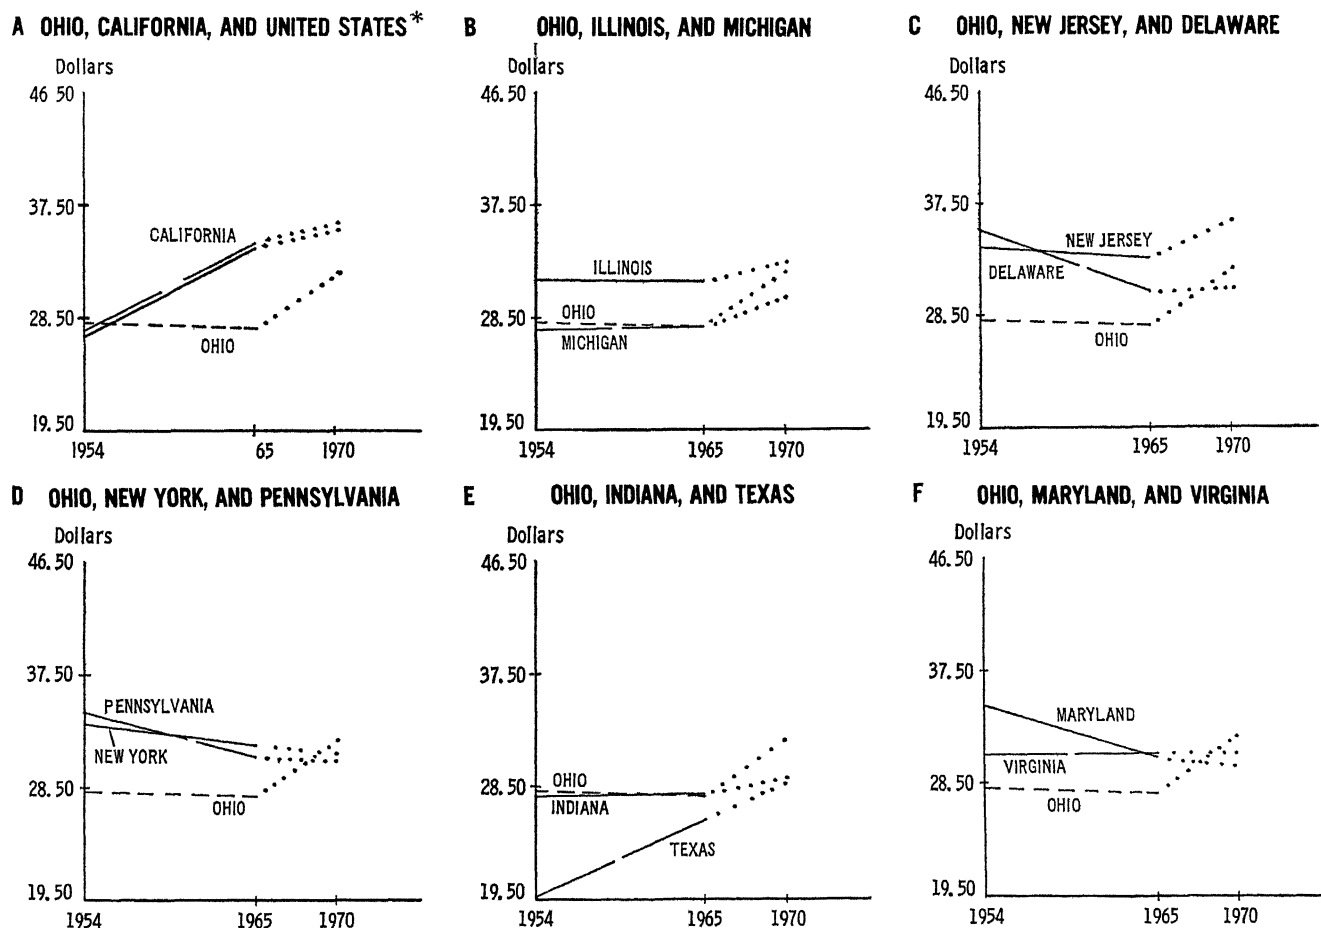 A OHIO, CALIFORNIA, AND UNITED STATES*
Dollars
46 50
37.50
CALIFORNIA
28.50
OHIO
19.50
1954 65 1970
B OHIO, ILLINOIS, AND MICHIGAN
Dollars
46.50
37.50
ILLINOIS
OHIO
28.50
MICHIGAN
19.50
1954 1965 1970
C OHIO, NEW JERSEY, AND DELAWARE
Dollars
46.50
37.50
NEW JERSEY
DELAWARE
28.50
OHIO
19.50
1954 1965 1970
D OHIO, NEW YORK, AND PENNSYLVANIA
Dollars
46.50
37.50
PENNSYLVANIA
NEW YORK
28.50
OHIO
19.50
1954 1965 1970
E OHIO, INDIANA, AND TEXAS
Dollars
46.50
37.50
OHIO
28.50
INDIANA
TEXAS
19.50
1954 1965 1970
F OHIO, MARYLAND, AND VIRGINIA
Dollars
46.50
37.50
MARYLAND
VIRGINIA
28.50
OHIO
19.50
1954 1965 1970